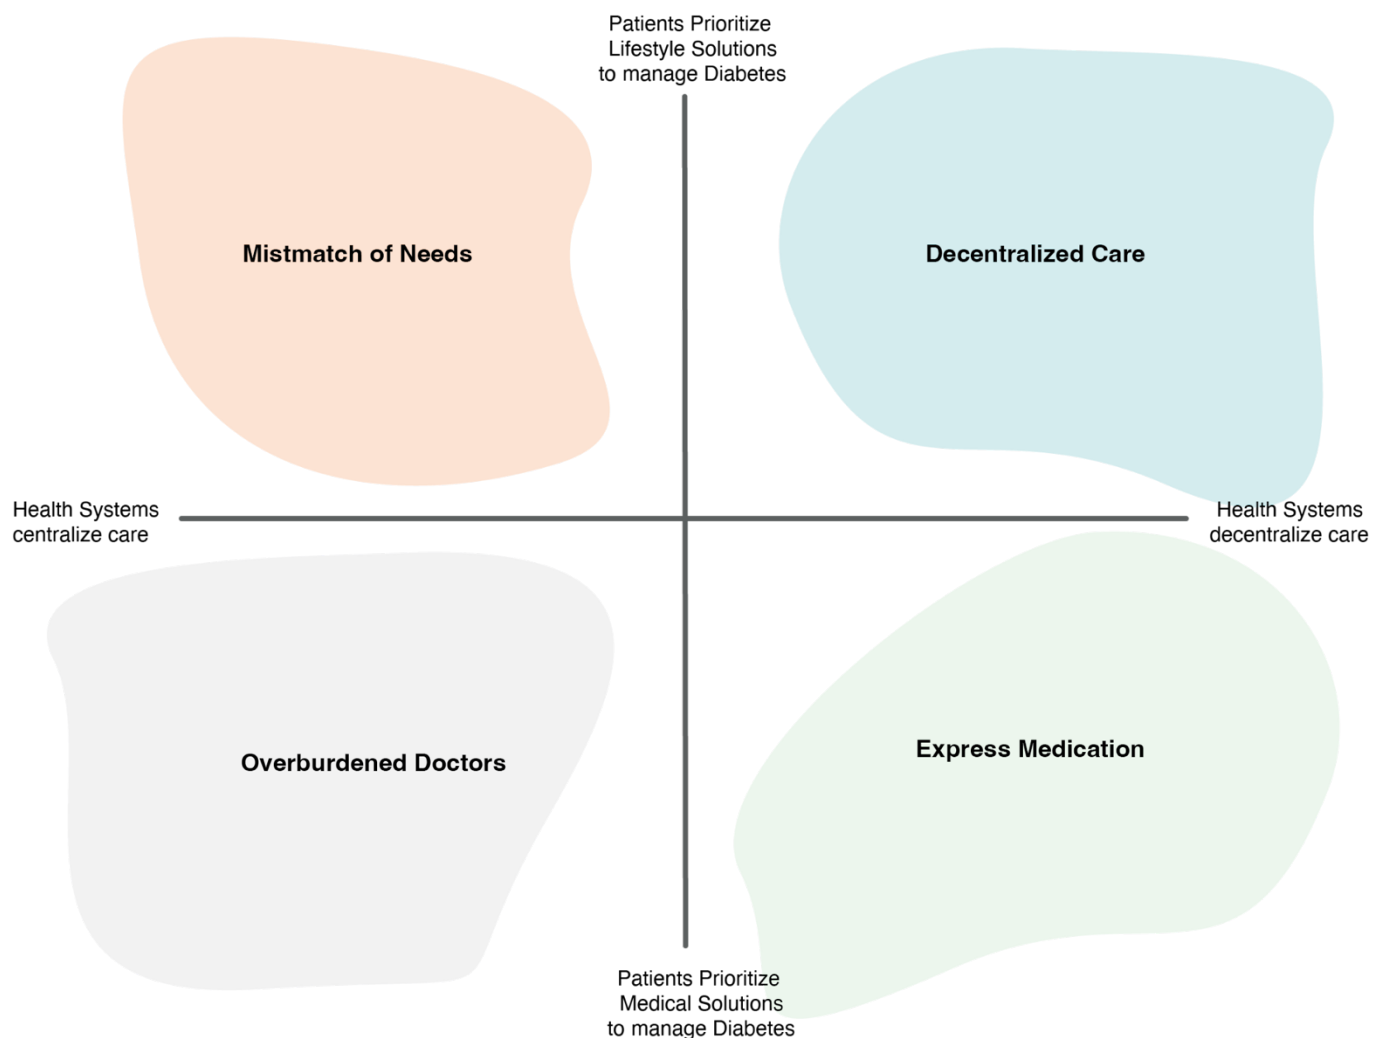 Patients Prioritize
Lifestyle Solutions
to manage Diabetes
Mistmatch of Needs
Decentralized Care
Health Systems
centralize care
Health Systems
decentralize care
Overburdened Doctors
Express Medication
Patients Prioritize
Medical Solutions
to manage Diabetes